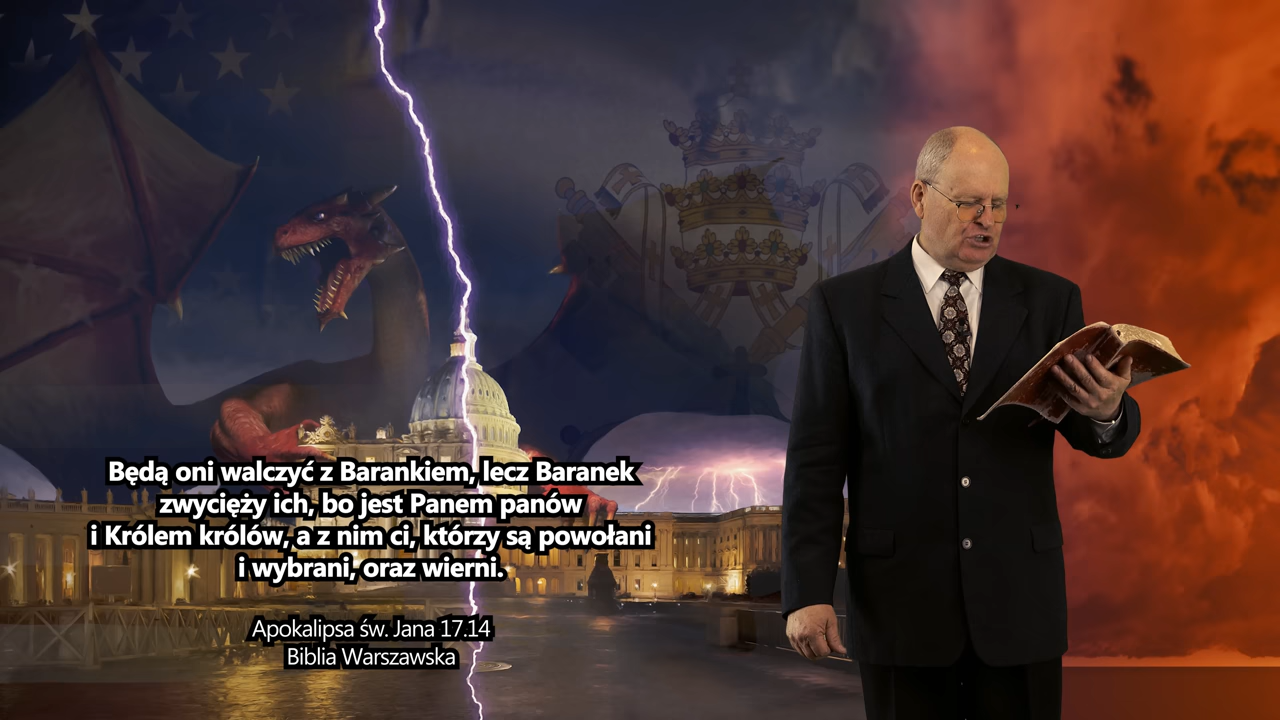 Będą oni walczyć z Barankiem, lecz Baranek
zwycięży ich, bo jest Panem panów
i Królem królów, a z nim ci, którzy są powołani
i wybrani, oraz wierni.
Apokalipsa św. Jana 17.14
Biblia Warszawska